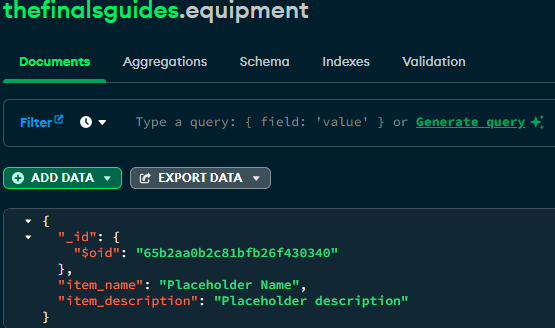 thefinalsguides.equipment
Documents Aggregations Schema Indexes Validation
Filter Type a query: { field: 'value' } or Generate query
ADD DATA EXPORT DATA
{
"_id": {
"$oid": "65b2aa0b2c81bfb26f430340"
},
"item_name": "Placeholder Name",
"item_description": "Placeholder description"
}